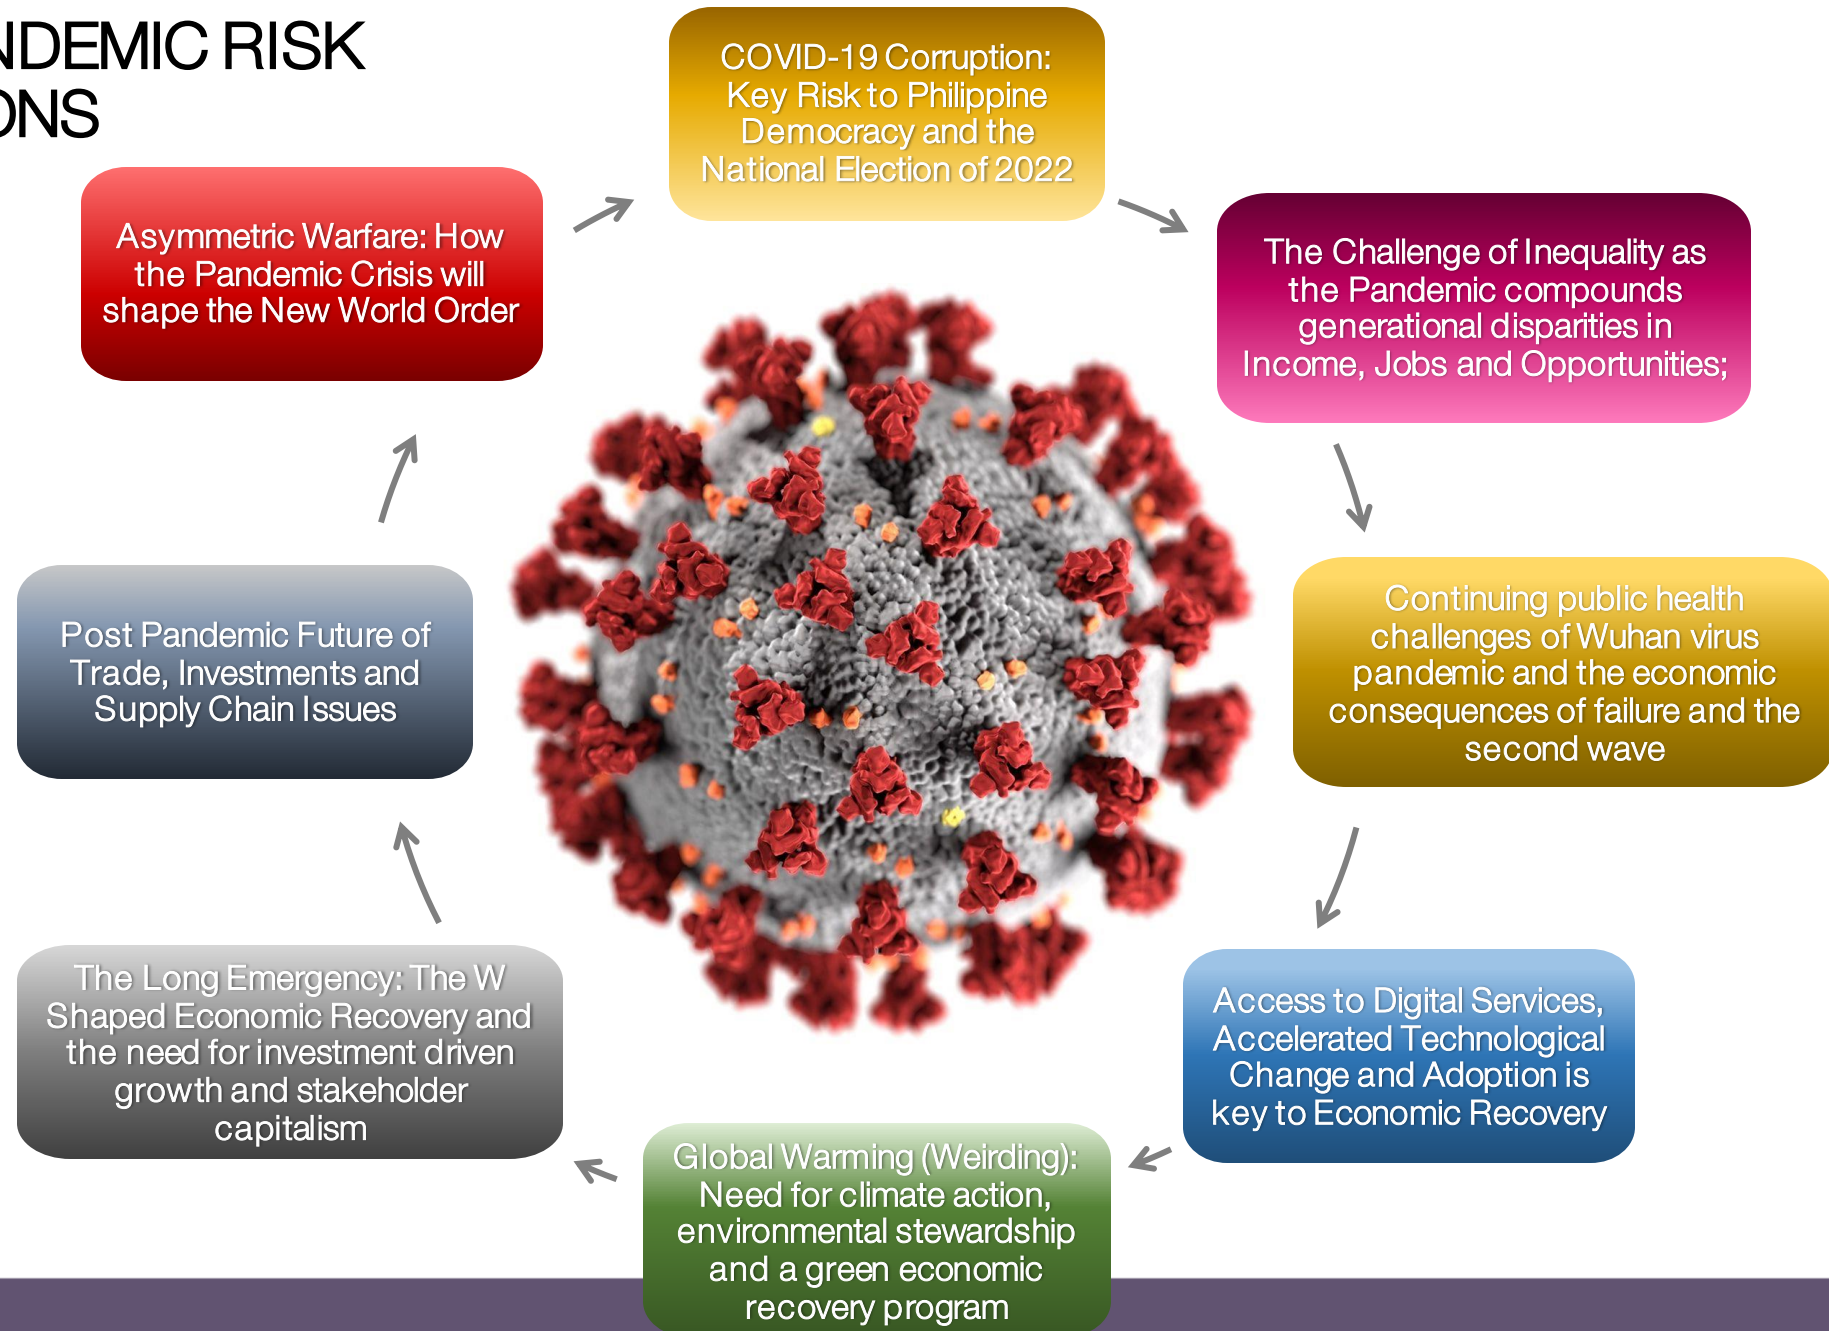 NDEMIC RISK
ONS
COVID-19 Corruption:
Key Risk to Philippine
Democracy and the
National Election of 2022
The Challenge of Inequality as
the Pandemic compounds
generational disparities in
Income, Jobs and Opportunities;
Continuing public health
challenges of Wuhan virus
pandemic and the economic
consequences of failure and the
second wave
Access to Digital Services,
Accelerated Technological
Change and Adoption is
key to Economic Recovery
Global Warming (Weirding):
Need for climate action,
environmental stewardship
and a green economic
recovery program
The Long Emergency: The W
Shaped Economic Recovery and
the need for investment driven
growth and stakeholder
capitalism
Post Pandemic Future of
Trade, Investments and
Supply Chain Issues
Asymmetric Warfare: How
the Pandemic Crisis will
shape the New World Order